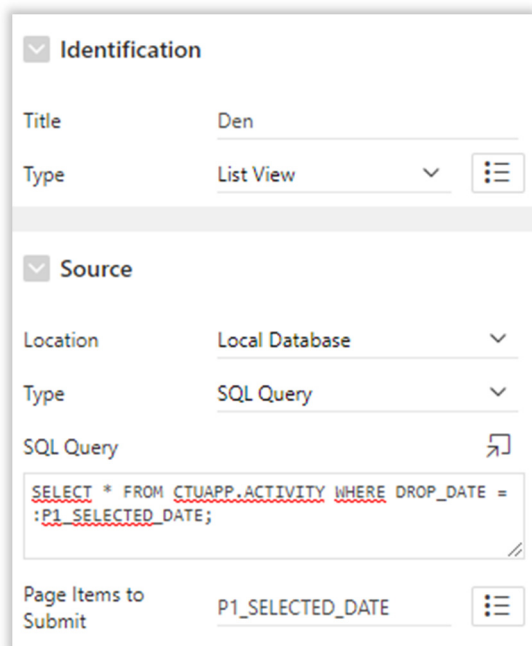 Identification
Title Den
Type List View
Source
Location Local Database
Type SQL Query
SQL Query
SELECT * FROM CTUAPP.ACTIVITY WHERE DROP_DATE =
:P1_SELECTED_DATE;
Page Items to
Submit P1_SELECTED_DATE